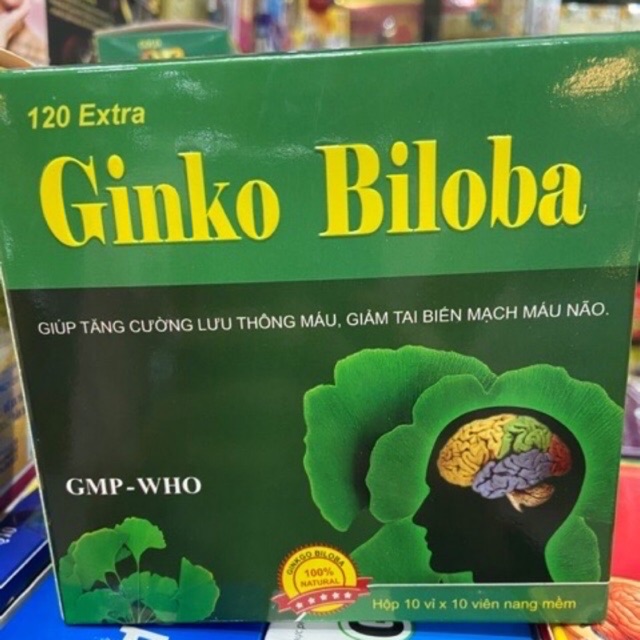 120 Extra
Ginko Biloba
GIÚP TĂNG CƯỜNG LƯU THÔNG MÁU, GIẢM TAI BIẾN MẠCH MÁU NÃO.
GMP-WHO
GINKGO BILOBA
100%
NATURAL
Hộp 10 vỉ x 10 viên nang mềm